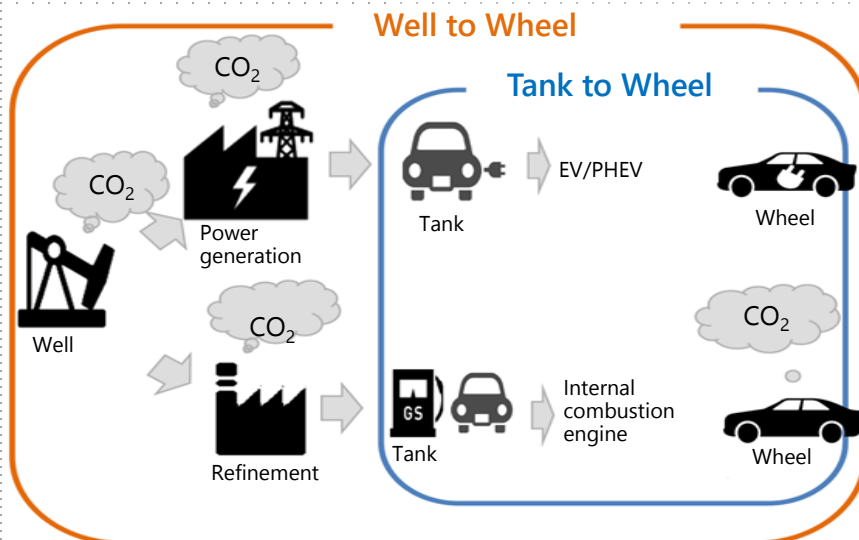 Well to Wheel
Tank to Wheel
CO₂
CO₂
Power
generation
Tank
EV/PHEV
Wheel
Well
CO₂
CO₂
Refinement
GS
Tank
Internal
combustion
engine
Wheel